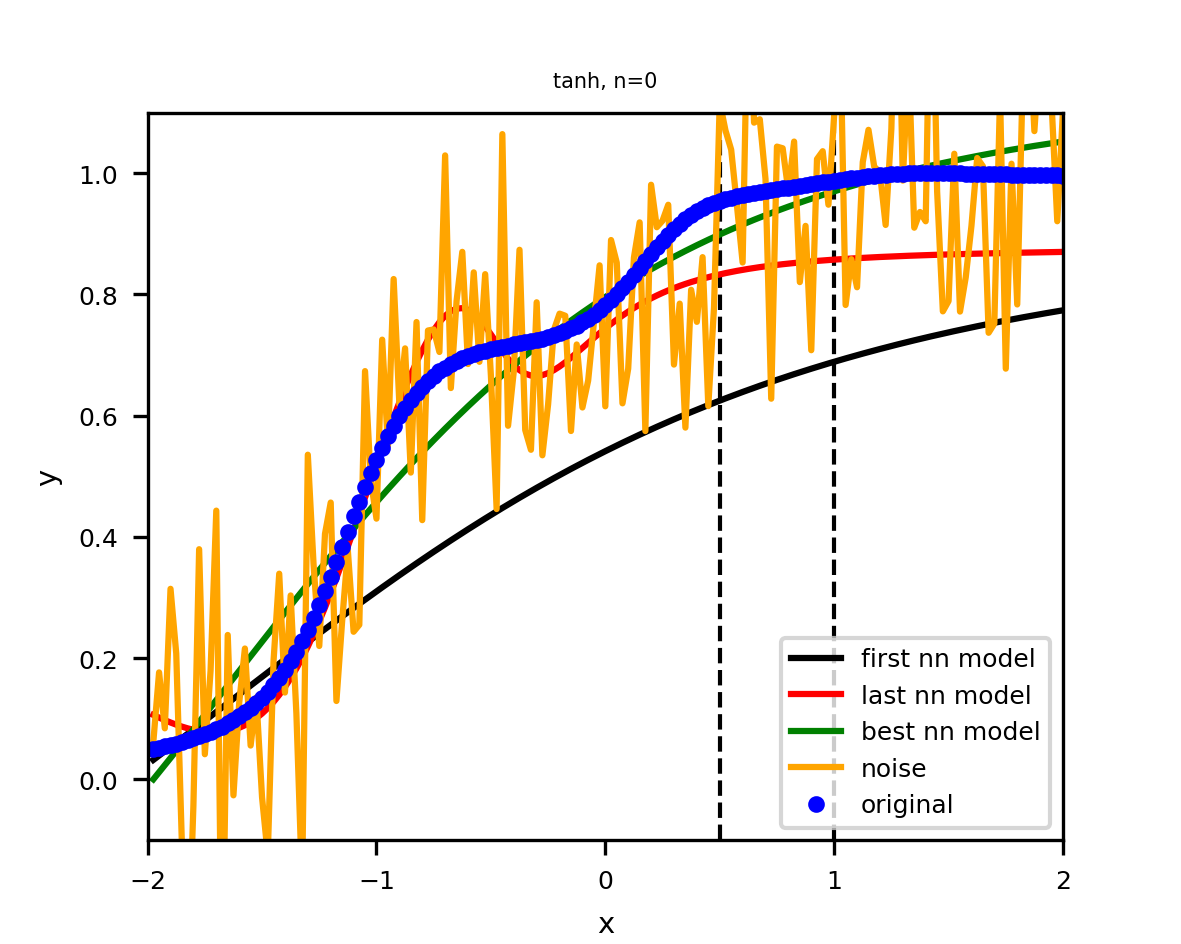 tanh, n=0
1.0
0.8
0.6
0.4
0.2
0.0
y
first nn model
last nn model
best nn model
noise
original
−2
−1
0
1
2
x